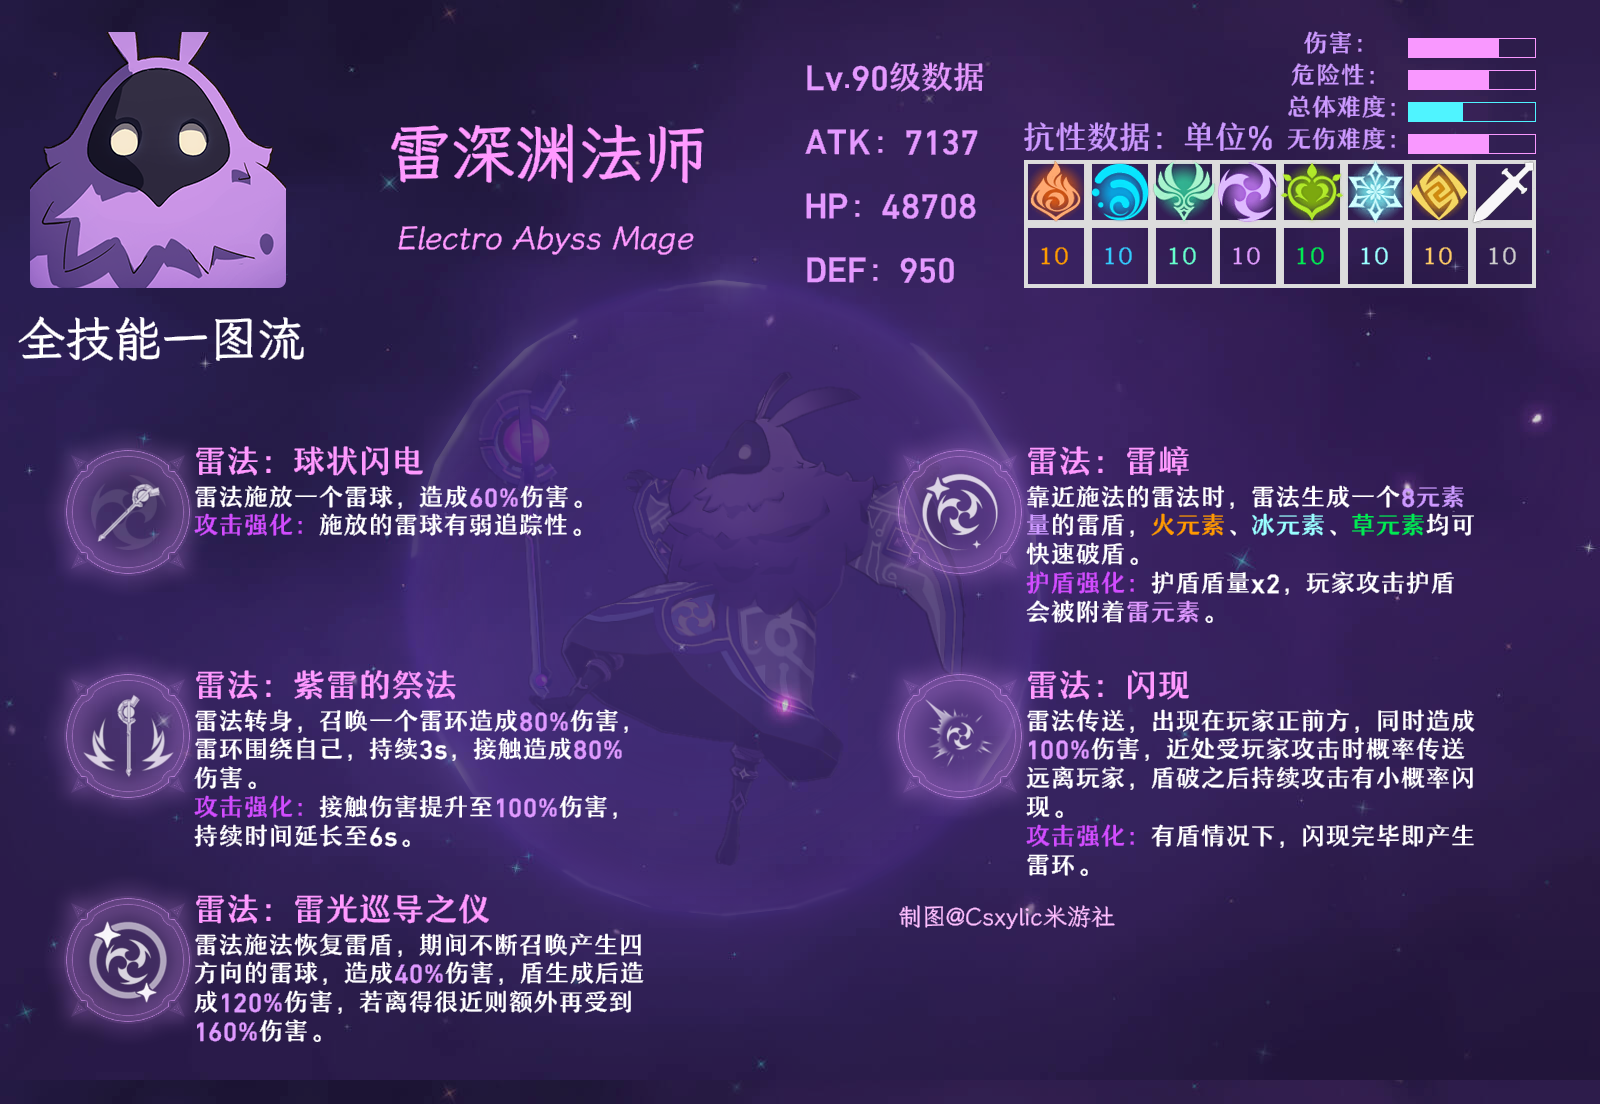 雷深渊法师
Electro Abyss Mage
全技能一图流
Lv.90级数据
ATK：7137
HP：48708
DEF：950
伤害：
危险性：
总体难度：
无伤难度：
抗性数据：单位%
10 10 10 10 10 10 10 10
雷法：球状闪电
雷法施放一个雷球，造成60%伤害。
攻击强化：施放的雷球有弱追踪性。
雷法：紫雷的祭法
雷法转身，召唤一个雷环造成80%伤害，
雷环围绕自己，持续3s，接触造成80%
伤害。
攻击强化：接触伤害提升至100%伤害，
持续时间延长至6s。
雷法：雷光巡导之仪
雷法施法恢复雷盾，期间不断召唤产生四
方向的雷球，造成40%伤害，盾生成后造
成120%伤害，若离得很近则额外再受到
160%伤害。
雷法：雷嶂
靠近施法的雷法时，雷法生成一个8元素
量的雷盾，火元素、冰元素、草元素均可
快速破盾。
护盾强化：护盾盾量x2，玩家攻击护盾
会被附着雷元素。
雷法：闪现
雷法传送，出现在玩家正前方，同时造成
100%伤害，近处受玩家攻击时概率传送
远离玩家，盾破之后持续攻击有小概率闪
现。
攻击强化：有盾情况下，闪现完毕即产生
雷环。
制图@Csxylic米游社